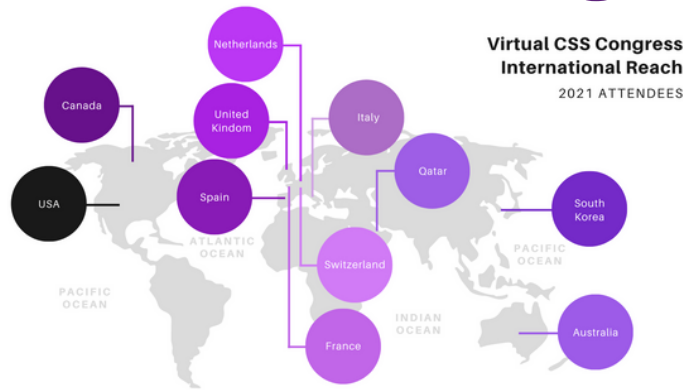 Virtual CSS Congress
International Reach
2021 ATTENDEES
Netherlands
Canada
United
Kindom
Italy
Qatar
USA
Spain
South
Korea
ATLANTIC
OCEAN
PACIFIC
OCEAN
Switzerland
PACIFIC
OCEAN
INDIAN
OCEAN
Australia
France